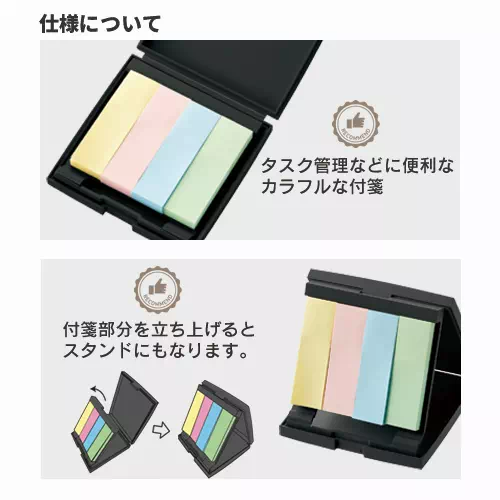 仕様について
RECOMMEND
タスク管理などに便利な
カラフルな付箋
RECOMMEND
付箋部分を立ち上げると
スタンドにもなります。